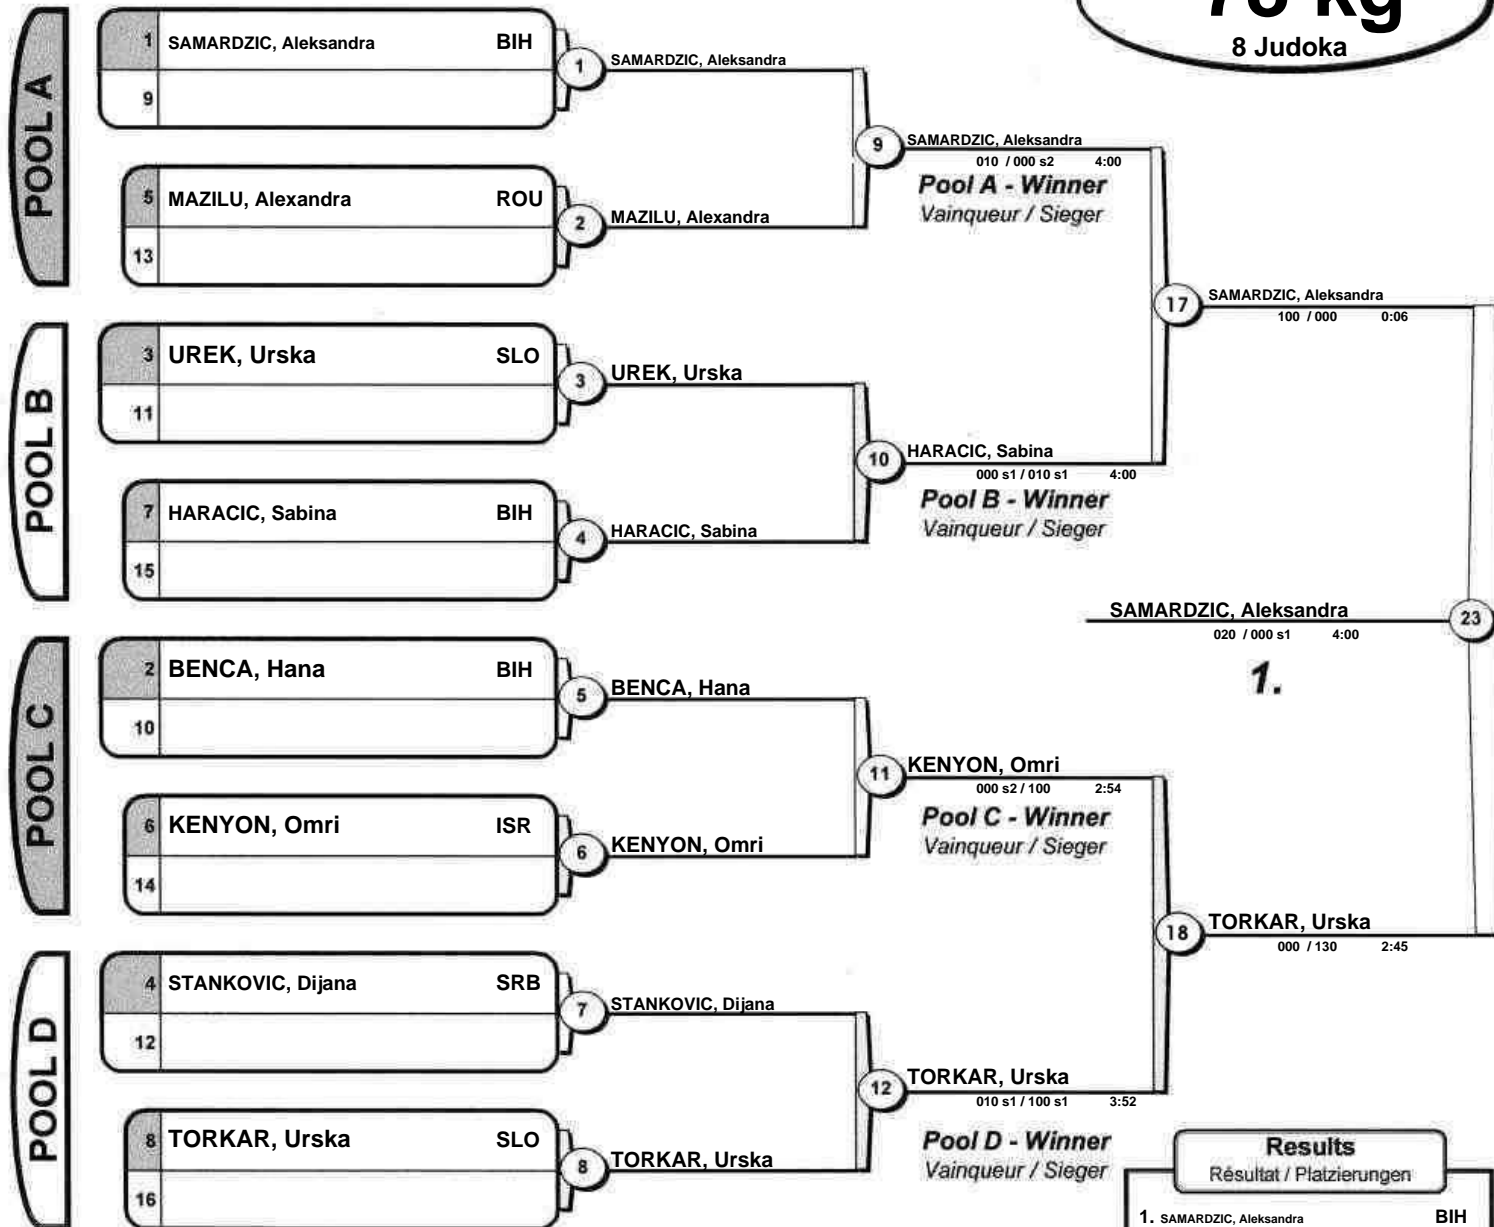 78 kg
8 Judoka
POOL A
1 SAMARDZIC, Aleksandra BIH
9
5 MAZILU, Alexandra ROU
13
1 SAMARDZIC, Aleksandra
2 MAZILU, Alexandra
9 SAMARDZIC, Aleksandra
010 / 000 s2 4:00
Pool A - Winner
Vainqueur / Sieger
POOL B
3 UREK, Urska SLO
11
7 HARACIC, Sabina BIH
15
3 UREK, Urska
4 HARACIC, Sabina
10 HARACIC, Sabina
000 s1 / 010 s1 4:00
Pool B - Winner
Vainqueur / Sieger
17 SAMARDZIC, Aleksandra
100 / 000 0:06
SAMARDZIC, Aleksandra 23
020 / 000 s1 4:00
1.
POOL C
2 BENCA, Hana BIH
10
6 KENYON, Omri ISR
14
5 BENCA, Hana
6 KENYON, Omri
11 KENYON, Omri
000 s2 / 100 2:54
Pool C - Winner
Vainqueur / Sieger
18 TORKAR, Urska
000 / 130 2:45
POOL D
4 STANKOVIC, Dijana SRB
12
8 TORKAR, Urska SLO
16
7 STANKOVIC, Dijana
8 TORKAR, Urska
12 TORKAR, Urska
010 s1 / 100 s1 3:52
Pool D - Winner
Vainqueur / Sieger
Results
Résultat / Platzierungen
1. SAMARDZIC, Aleksandra BIH